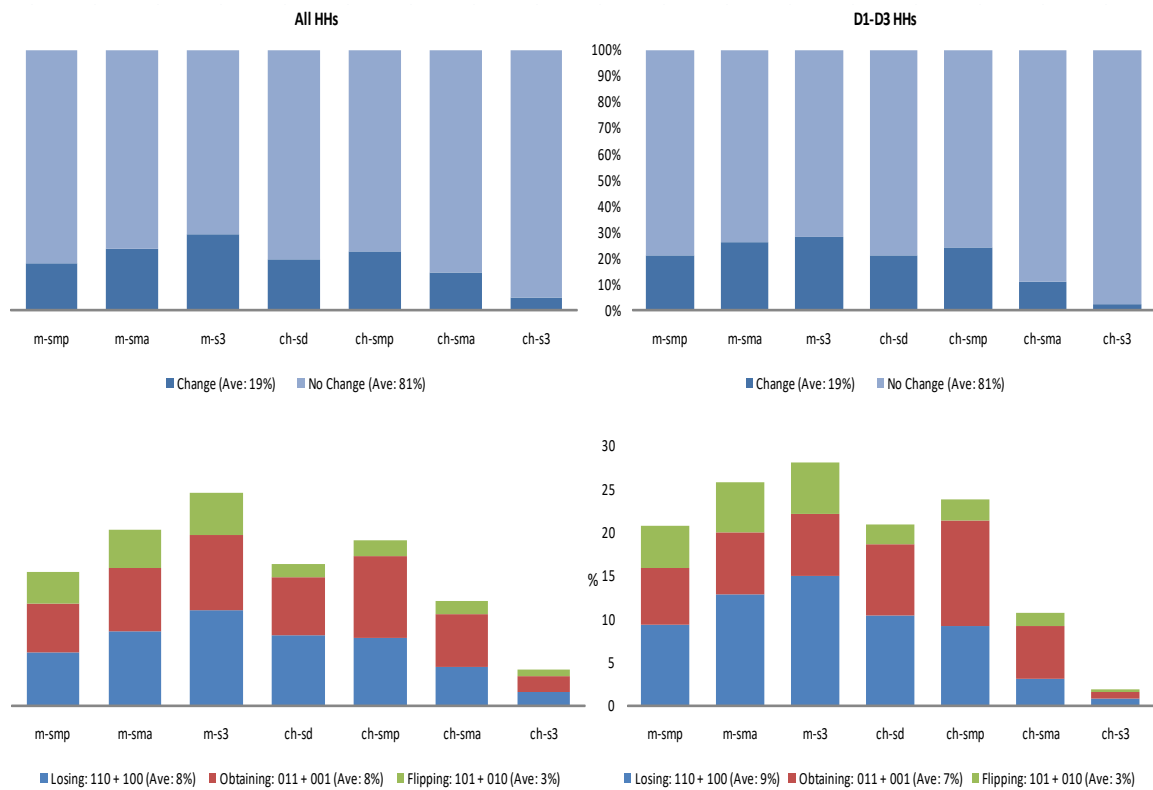 All HHs
D1-D3 HHs
100%
90%
80%
70%
60%
50%
40%
30%
20%
10%
0%
m-smp m-sma m-s3 ch-sd ch-smp ch-sma ch-s3
m-smp m-sma m-s3 ch-sd ch-smp ch-sma ch-s3
Change (Ave: 19%) No Change (Ave: 81%)
Change (Ave: 19%) No Change (Ave: 81%)
30
25
20
15
10
5
0
%
m-smp m-sma m-s3 ch-sd ch-smp ch-sma ch-s3
m-smp m-sma m-s3 ch-sd ch-smp ch-sma ch-s3
Losing: 110 + 100 (Ave: 8%) Obtaining: 011 + 001 (Ave: 8%) Flipping: 101 + 010 (Ave: 3%)
Losing: 110 + 100 (Ave: 9%) Obtaining: 011 + 001 (Ave: 7%) Flipping: 101 + 010 (Ave: 3%)